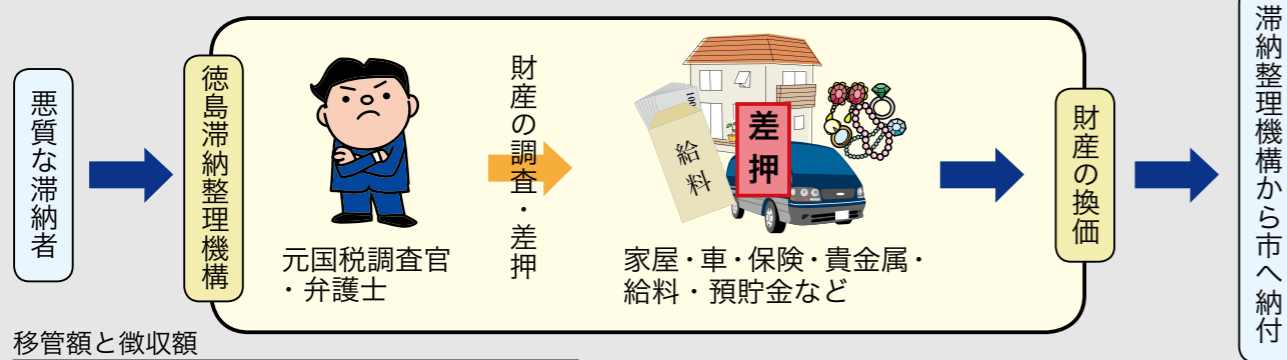 悪質な滞納者
徳島滞納整理機構
元国税調査官
・弁護士
財産の調査・差押
給料
差押
家屋・車・保険・貴金属・
給料・預貯金など
財産の換価
滞納整理機構から市へ納付
移管額と徴収額